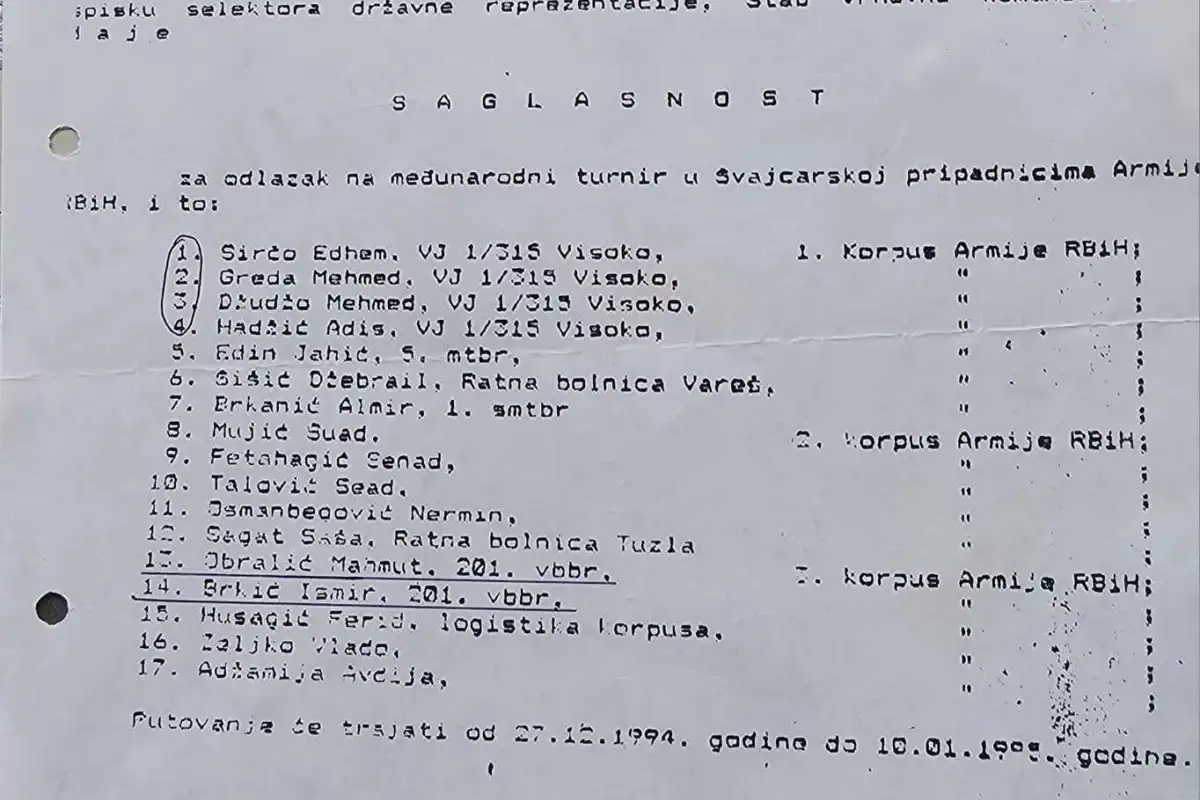 spisku selektora državne reprezentacije, Štab
j a j e
S A G L A S N O S T
za odlazak na međunarodni turnir u Švajcarskoj pripadnicima Armije
RBiH, i to:
1. Sirčo Edhem, VJ 1/315 Visoko, 1. Korpus Armije RBiH;
2. Greda Mehmed, VJ 1/315 Visoko, " ;
3. Džudžo Mehmed, VJ 1/315 Visoko, " ;
4. Hadžić Adis, VJ 1/315 Visoko, " ;
5. Edin Jahić, 5. mtbr, " ;
6. Šišić Džebrail, Ratna bolnica Vareš, " ;
7. Brkanić Almir, 1. smtbr " ;
8. Mujić Suad, 2. korpus Armije RBiH;
9. Fetahagić Senad, " ;
10. Talović Sead, " ;
11. Osmanbegović Nermin, " ;
12. Sagat Saša, Ratna bolnica Tuzla " ;
13. Obralić Mahmut, 201. vbbr, 3. korpus Armije RBiH;
14. Brkić Ismir, 201. vbbr, " ;
15. Husagić Ferid, logistika korpusa, " ;
16. Zeljko Vlado, " ;
17. Adžamija Avdija, " ;
Putovanje će trajati od 27.12.1994. godine do 10.01.1995. godine.